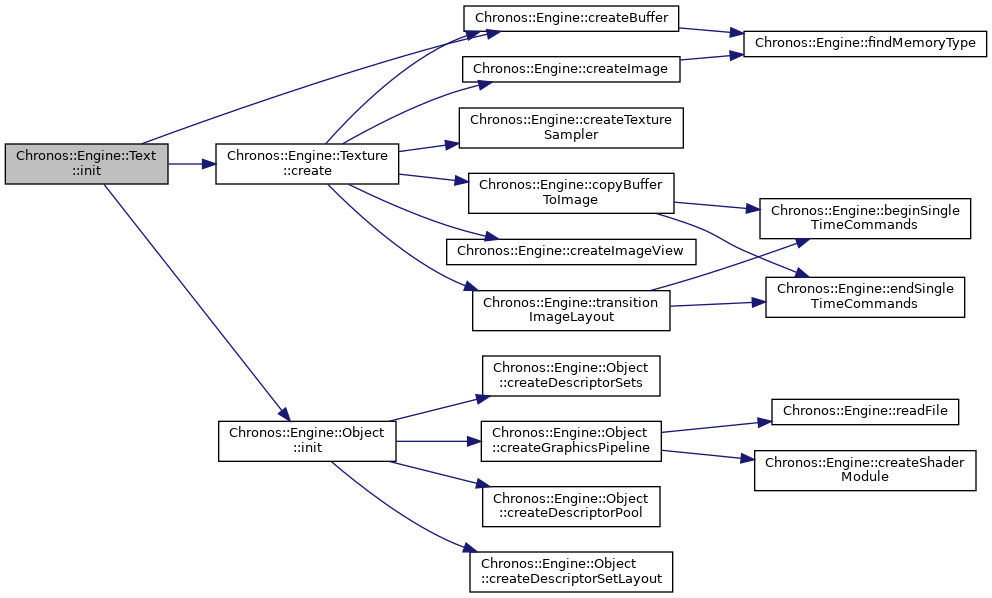 Chronos::Engine::Text
::init
Chronos::Engine::createBuffer
Chronos::Engine::findMemoryType
Chronos::Engine::createImage
Chronos::Engine::createTexture
Sampler
Chronos::Engine::Texture
::create
Chronos::Engine::copyBuffer
ToImage
Chronos::Engine::beginSingle
TimeCommands
Chronos::Engine::createImageView
Chronos::Engine::endSingle
TimeCommands
Chronos::Engine::transition
ImageLayout
Chronos::Engine::Object
::init
Chronos::Engine::Object
::createDescriptorSets
Chronos::Engine::Object
::createGraphicsPipeline
Chronos::Engine::readFile
Chronos::Engine::createShader
Module
Chronos::Engine::Object
::createDescriptorPool
Chronos::Engine::Object
::createDescriptorSetLayout